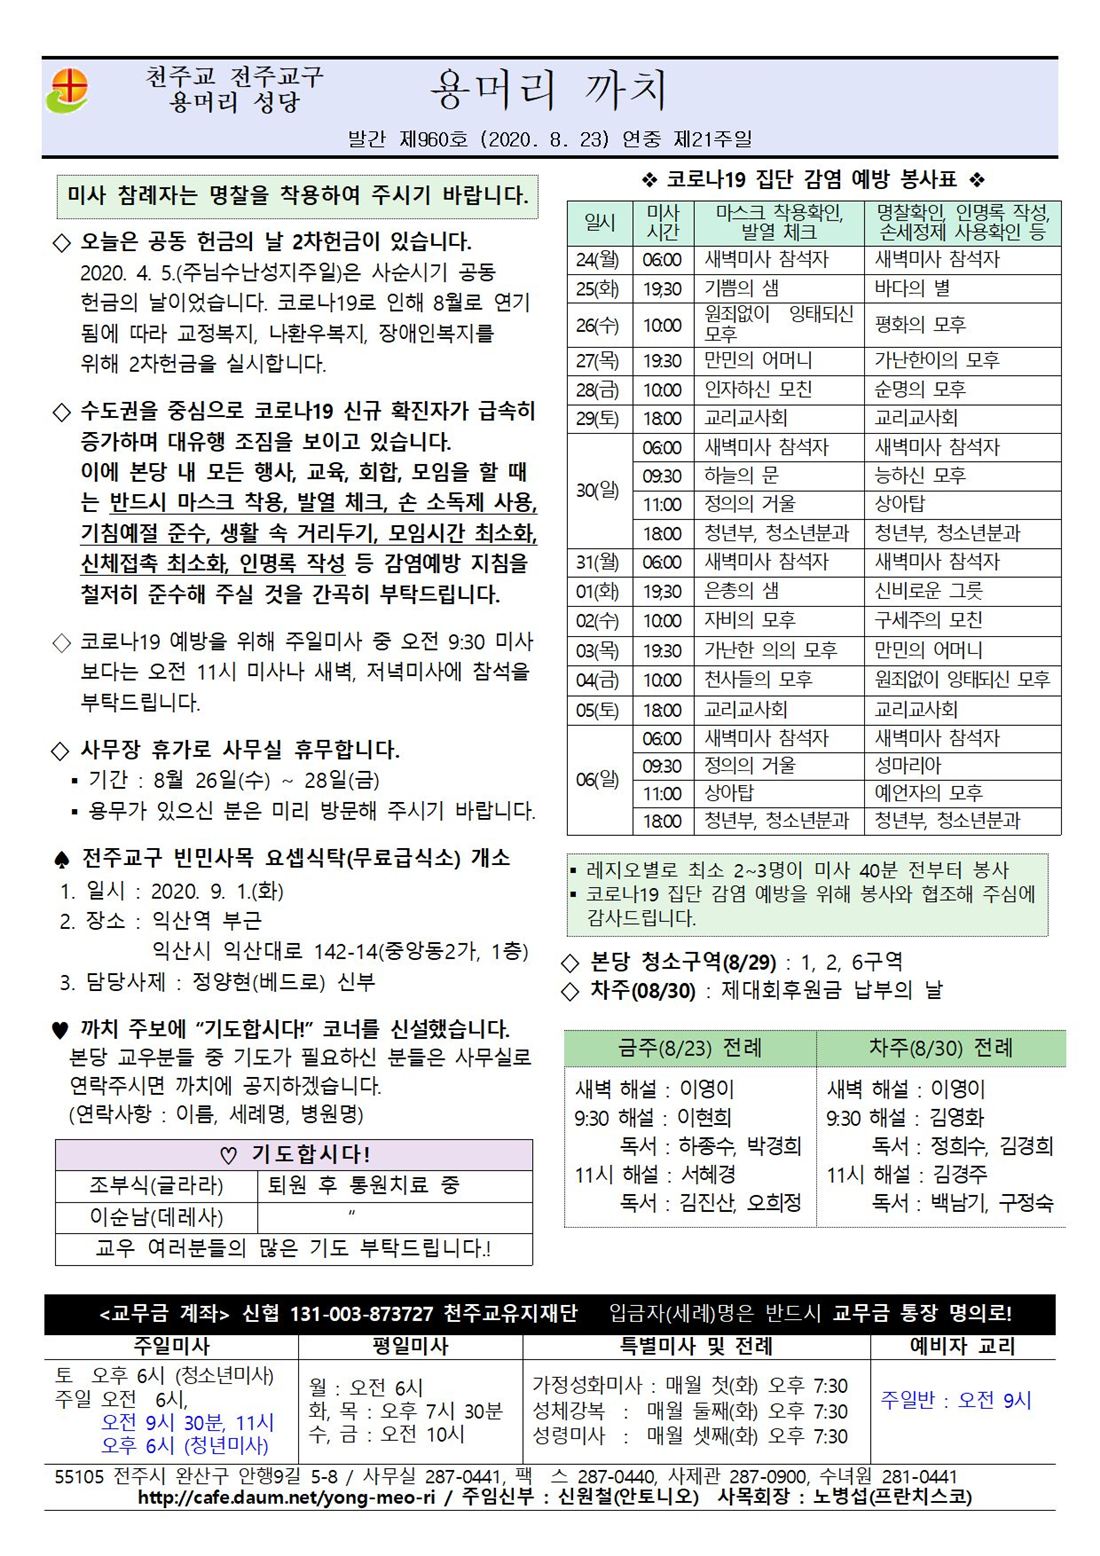 천주교 전주교구
용머리 성당
용머리 까치
발간 제960호 (2020. 8. 23) 연중 제21주일
미사 참례자는 명찰을 착용하여 주시기 바랍니다.
◇ 오늘은 공동 헌금의 날 2차헌금이 있습니다.
2020. 4. 5.(주님수난성지주일)은 사순시기 공동
헌금의 날이었습니다. 코로나19로 인해 8월로 연기
됨에 따라 교정복지, 나환우복지, 장애인복지를
위해 2차헌금을 실시합니다.
◇ 수도권을 중심으로 코로나19 신규 확진자가 급속히
증가하며 대유행 조짐을 보이고 있습니다.
이에 본당 내 모든 행사, 교육, 회합, 모임을 할 때
는 반드시 마스크 착용, 발열 체크, 손 소독제 사용,
기침예절 준수, 생활 속 거리두기, 모임시간 최소화,
신체접촉 최소화, 인명록 작성 등 감염예방 지침을
철저히 준수해 주실 것을 간곡히 부탁드립니다.
◇ 코로나19 예방을 위해 주일미사 중 오전 9:30 미사
보다는 오전 11시 미사나 새벽, 저녁미사에 참석을
부탁드립니다.
◇ 사무장 휴가로 사무실 휴무합니다.
▪ 기간 : 8월 26일(수) ~ 28일(금)
▪ 용무가 있으신 분은 미리 방문해 주시기 바랍니다.
♠ 전주교구 빈민사목 요셉식탁(무료급식소) 개소
1. 일시 : 2020. 9. 1.(화)
2. 장소 : 익산역 부근
익산시 익산대로 142-14(중앙동2가, 1층)
3. 담당사제 : 정양현(베드로) 신부
♥ 까치 주보에 “기도합시다!” 코너를 신설했습니다.
본당 교우분들 중 기도가 필요하신 분들은 사무실로
연락주시면 까치에 공지하겠습니다.
(연락사항 : 이름, 세례명, 병원명)
♡ 기도합시다!
조부식(글라라) 퇴원 후 통원치료 중
이순남(데레사) “
교우 여러분들의 많은 기도 부탁드립니다.!
❖ 코로나19 집단 감염 예방 봉사표 ❖
일시 미사 시간 마스크 착용확인, 발열 체크 명찰확인, 인명록 작성, 손세정제 사용확인 등
24(월) 06:00 새벽미사 참석자 새벽미사 참석자
25(화) 19;30 기쁨의 샘 바다의 별
26(수) 10:00 원죄없이 잉태되신 모후 평화의 모후
27(목) 19:30 만민의 어머니 가난한이의 모후
28(금) 10:00 인자하신 모친 순명의 모후
29(토) 18:00 교리교사회 교리교사회
30(일) 06:00 새벽미사 참석자 새벽미사 참석자
09:30 하늘의 문 능하신 모후
11:00 정의의 거울 상아탑
18:00 청년부, 청소년분과 청년부, 청소년분과
31(월) 06:00 새벽미사 참석자 새벽미사 참석자
01(화) 19;30 은총의 샘 신비로운 그릇
02(수) 10:00 자비의 모후 구세주의 모친
03(목) 19:30 가난한 의의 모후 만민의 어머니
04(금) 10:00 천사들의 모후 원죄없이 잉태되신 모후
05(토) 18:00 교리교사회 교리교사회
06(일) 06:00 새벽미사 참석자 새벽미사 참석자
09:30 정의의 거울 성마리아
11:00 상아탑 예언자의 모후
18:00 청년부, 청소년분과 청년부, 청소년분과
▪ 레지오별로 최소 2~3명이 미사 40분 전부터 봉사
▪ 코로나19 집단 감염 예방을 위해 봉사와 협조해 주심에
감사드립니다.
◇ 본당 청소구역(8/29) : 1, 2, 6구역
◇ 차주(08/30) : 제대회후원금 납부의 날
금주(8/23) 전례 차주(8/30) 전례
새벽 해설 : 이영이 새벽 해설 : 이영이
9:30 해설 : 이현희 9:30 해설 : 김영화
독서 : 하종수, 박경희 독서 : 정희수, 김경희
11시 해설 : 서혜경 11시 해설 : 김경주
독서 : 김진산, 오희정 독서 : 백남기, 구정숙
<교무금 계좌> 신협 131-003-873727 천주교유지재단 입금자(세례)명은 반드시 교무금 통장 명의로!
주일미사 평일미사 특별미사 및 전례 예비자 교리
토 오후 6시 (청소년미사)
주일 오전 6시,
오전 9시 30분, 11시
오후 6시 (청년미사)
월 : 오전 6시
화, 목 : 오후 7시 30분
수, 금 : 오전 10시
가정성화미사 : 매월 첫(화) 오후 7:30
성체강복 : 매월 둘째(화) 오후 7:30
성령미사 : 매월 셋째(화) 오후 7:30
주일반 : 오전 9시
55105 전주시 완산구 안행9길 5-8 / 사무실 287-0441, 팩 스 287-0440, 사제관 287-0900, 수녀원 281-0441
http://cafe.daum.net/yong-meo-ri / 주임신부 : 신원철(안토니오) 사목회장 : 노병섭(프란치스코)